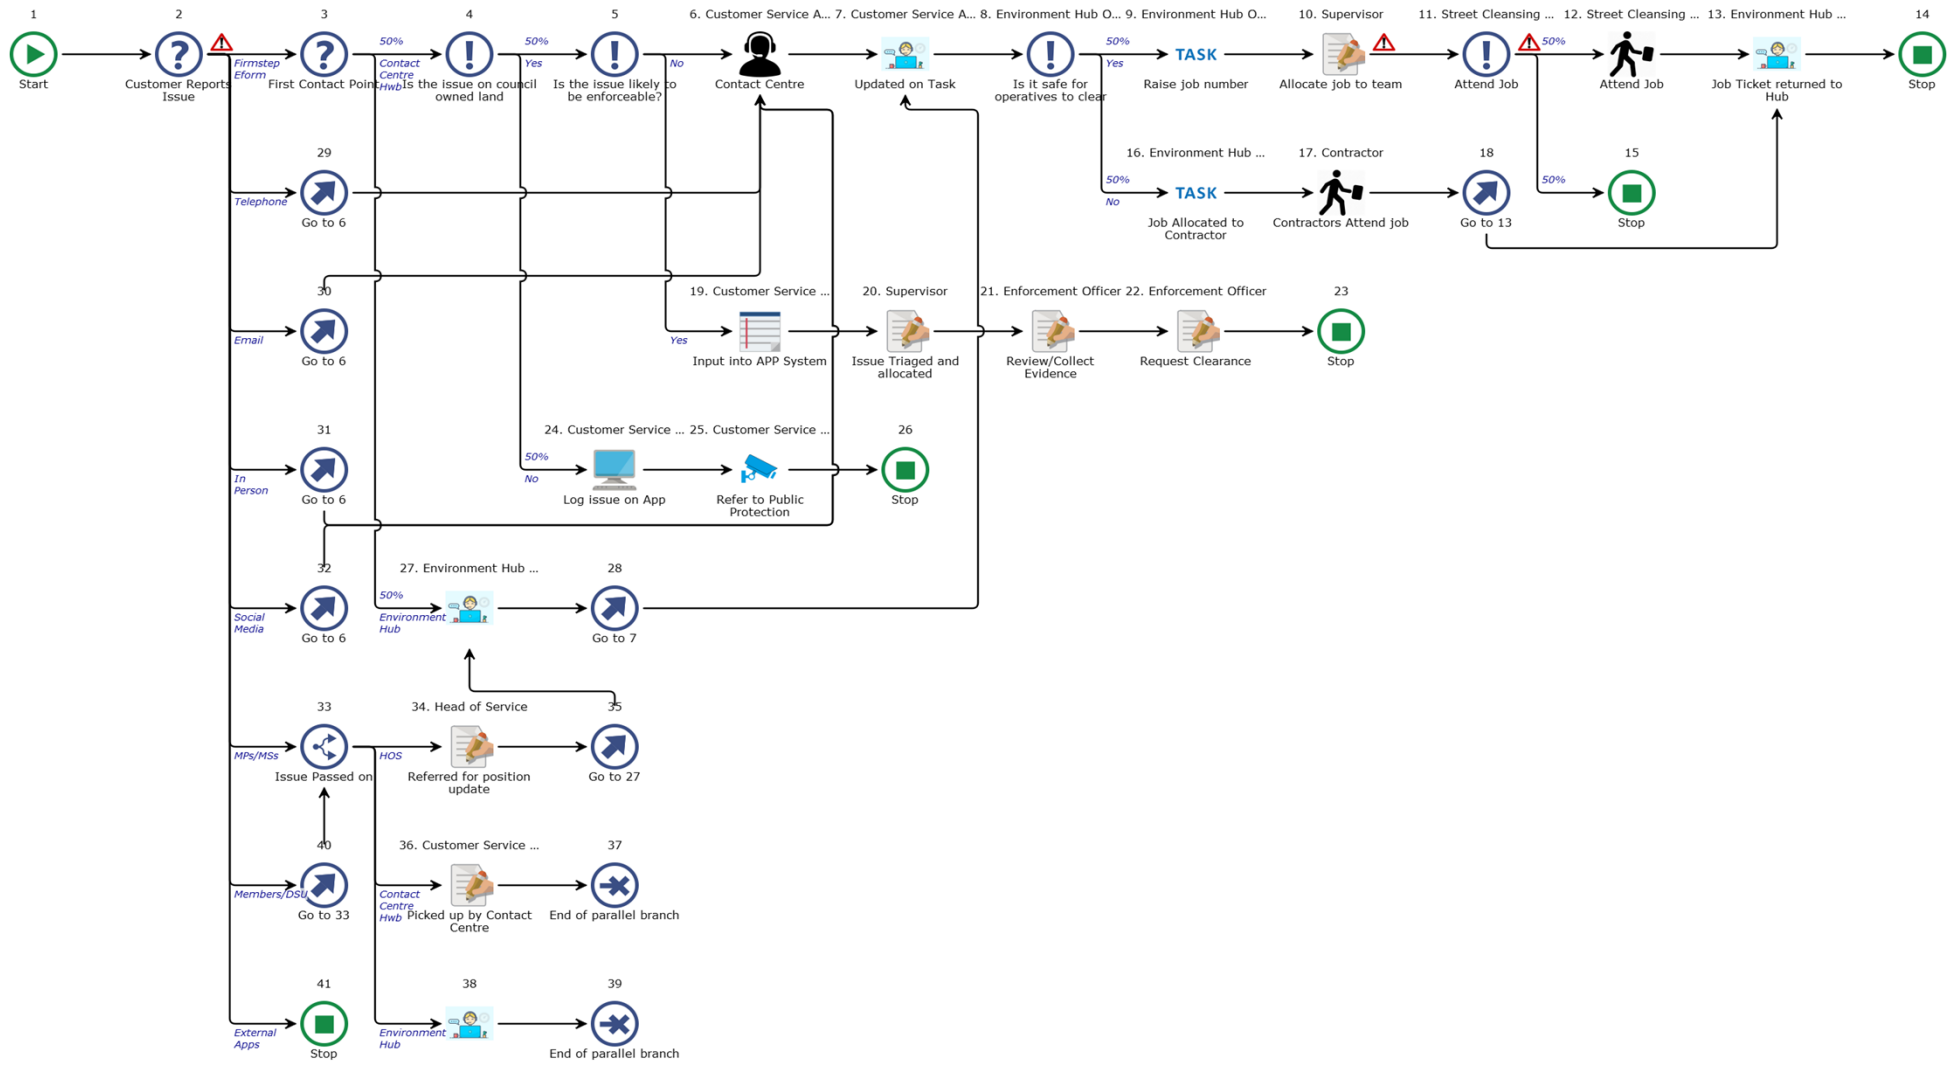 1
2
3
4
5
6. Customer Service A...
7. Customer Service A...
8. Environment Hub O...
9. Environment Hub O...
10. Supervisor
11. Street Cleansing ...
12. Street Cleansing ...
13. Environment Hub ...
14
50%
50%
50%
50%
Firmstep
Eform
Contact
Centre
Hwb
Yes
No
Yes
TASK
Start
Customer Reports
Issue
First Contact Point
Is the issue on council
owned land
Is the issue likely to
be enforceable?
Contact Centre
Updated on Task
Is it safe for
operatives to clear
Raise job number
Allocate job to team
Attend Job
Attend Job
Job Ticket returned to
Hub
Stop
29
16. Environment Hub ...
17. Contractor
18
15
50%
50%
Telephone
No
TASK
Go to 6
Job Allocated to
Contractor
Contractors Attend job
Go to 13
Stop
30
19. Customer Service ...
20. Supervisor
21. Enforcement Officer
22. Enforcement Officer
23
Email
Yes
Go to 6
Input into APP System
Issue Triaged and
allocated
Review/Collect
Evidence
Request Clearance
Stop
31
24. Customer Service ...
25. Customer Service ...
26
50%
In
Person
No
Go to 6
Log issue on App
Refer to Public
Protection
Stop
32
27. Environment Hub ...
28
50%
Social
Media
Environment
Hub
Go to 6
Go to 7
33
34. Head of Service
35
MPs/MSs
HOS
Issue Passed on
Referred for position
update
Go to 27
40
36. Customer Service ...
37
Members/DSU
Contact
Centre
Hwb
Go to 33
Picked up by Contact
Centre
End of parallel branch
41
38
39
External
Apps
Environment
Hub
Stop
End of parallel branch